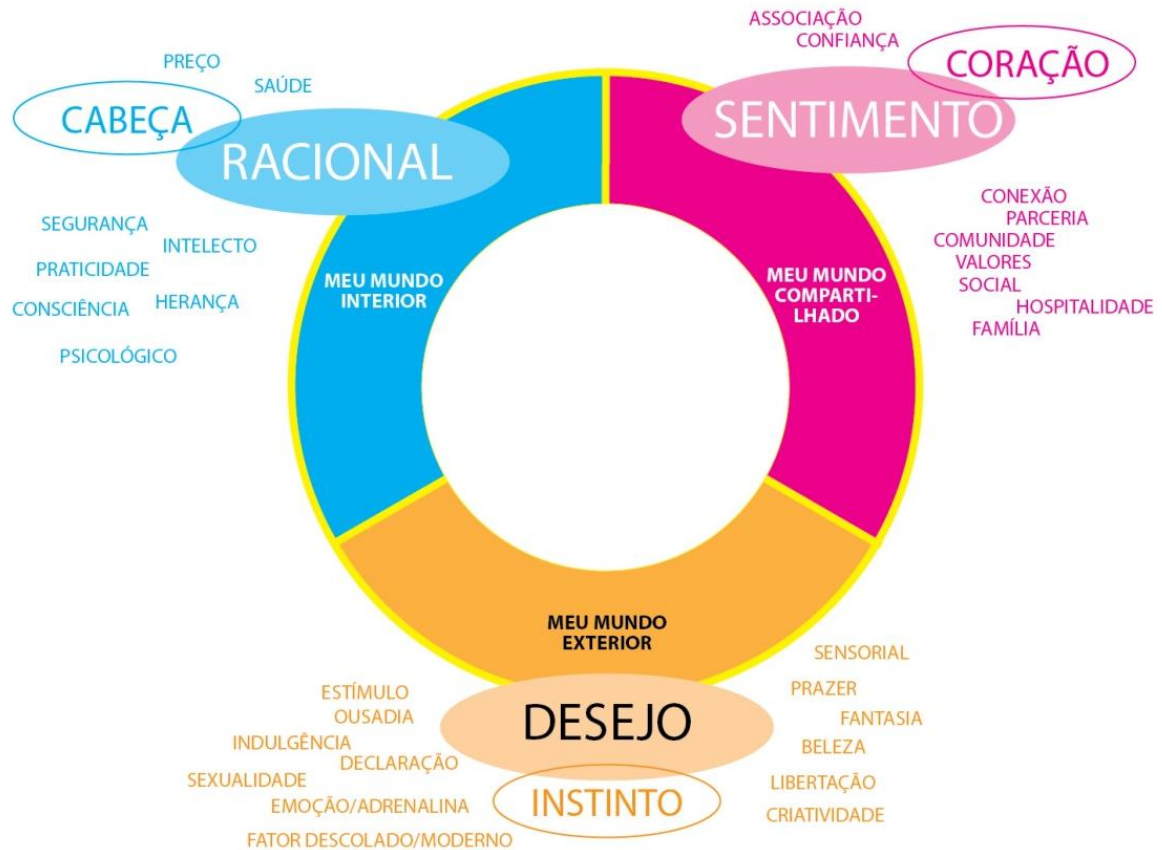 PREÇO
SAÚDE
CABEÇA
RACIONAL
SEGURANÇA
INTELECTO
PRATICIDADE
CONSCIÊNCIA
HERANÇA
PSICOLÓGICO
MEU MUNDO
INTERIOR
ASSOCIAÇÃO
CONFIANÇA
CORAÇÃO
SENTIMENTO
CONEXÃO
PARCERIA
COMUNIDADE
VALORES
SOCIAL
HOSPITALIDADE
FAMÍLIA
MEU MUNDO
COMPARTI-
LHADO
MEU MUNDO
EXTERIOR
DESEJO
INSTINTO
ESTÍMULO
OUSADIA
INDULGÊNCIA
DECLARAÇÃO
SEXUALIDADE
EMOÇÃO/ADRENALINA
FATOR DESCOLADO/MODERNO
SENSORIAL
PRAZER
FANTASIA
BELEZA
LIBERTAÇÃO
CRIATIVIDADE